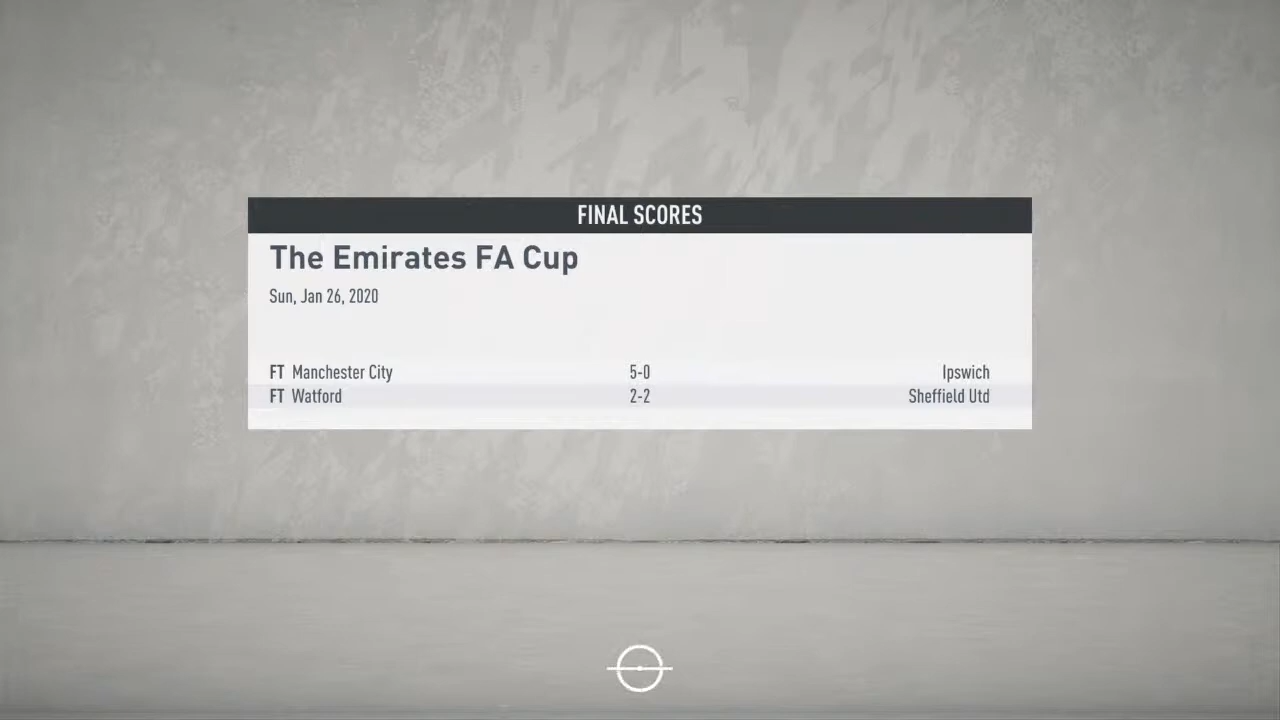 FINAL SCORES
The Emirates FA Cup
Sun, Jan 26, 2020
FT Manchester City 5-0 Ipswich
FT Watford 2-2 Sheffield Utd